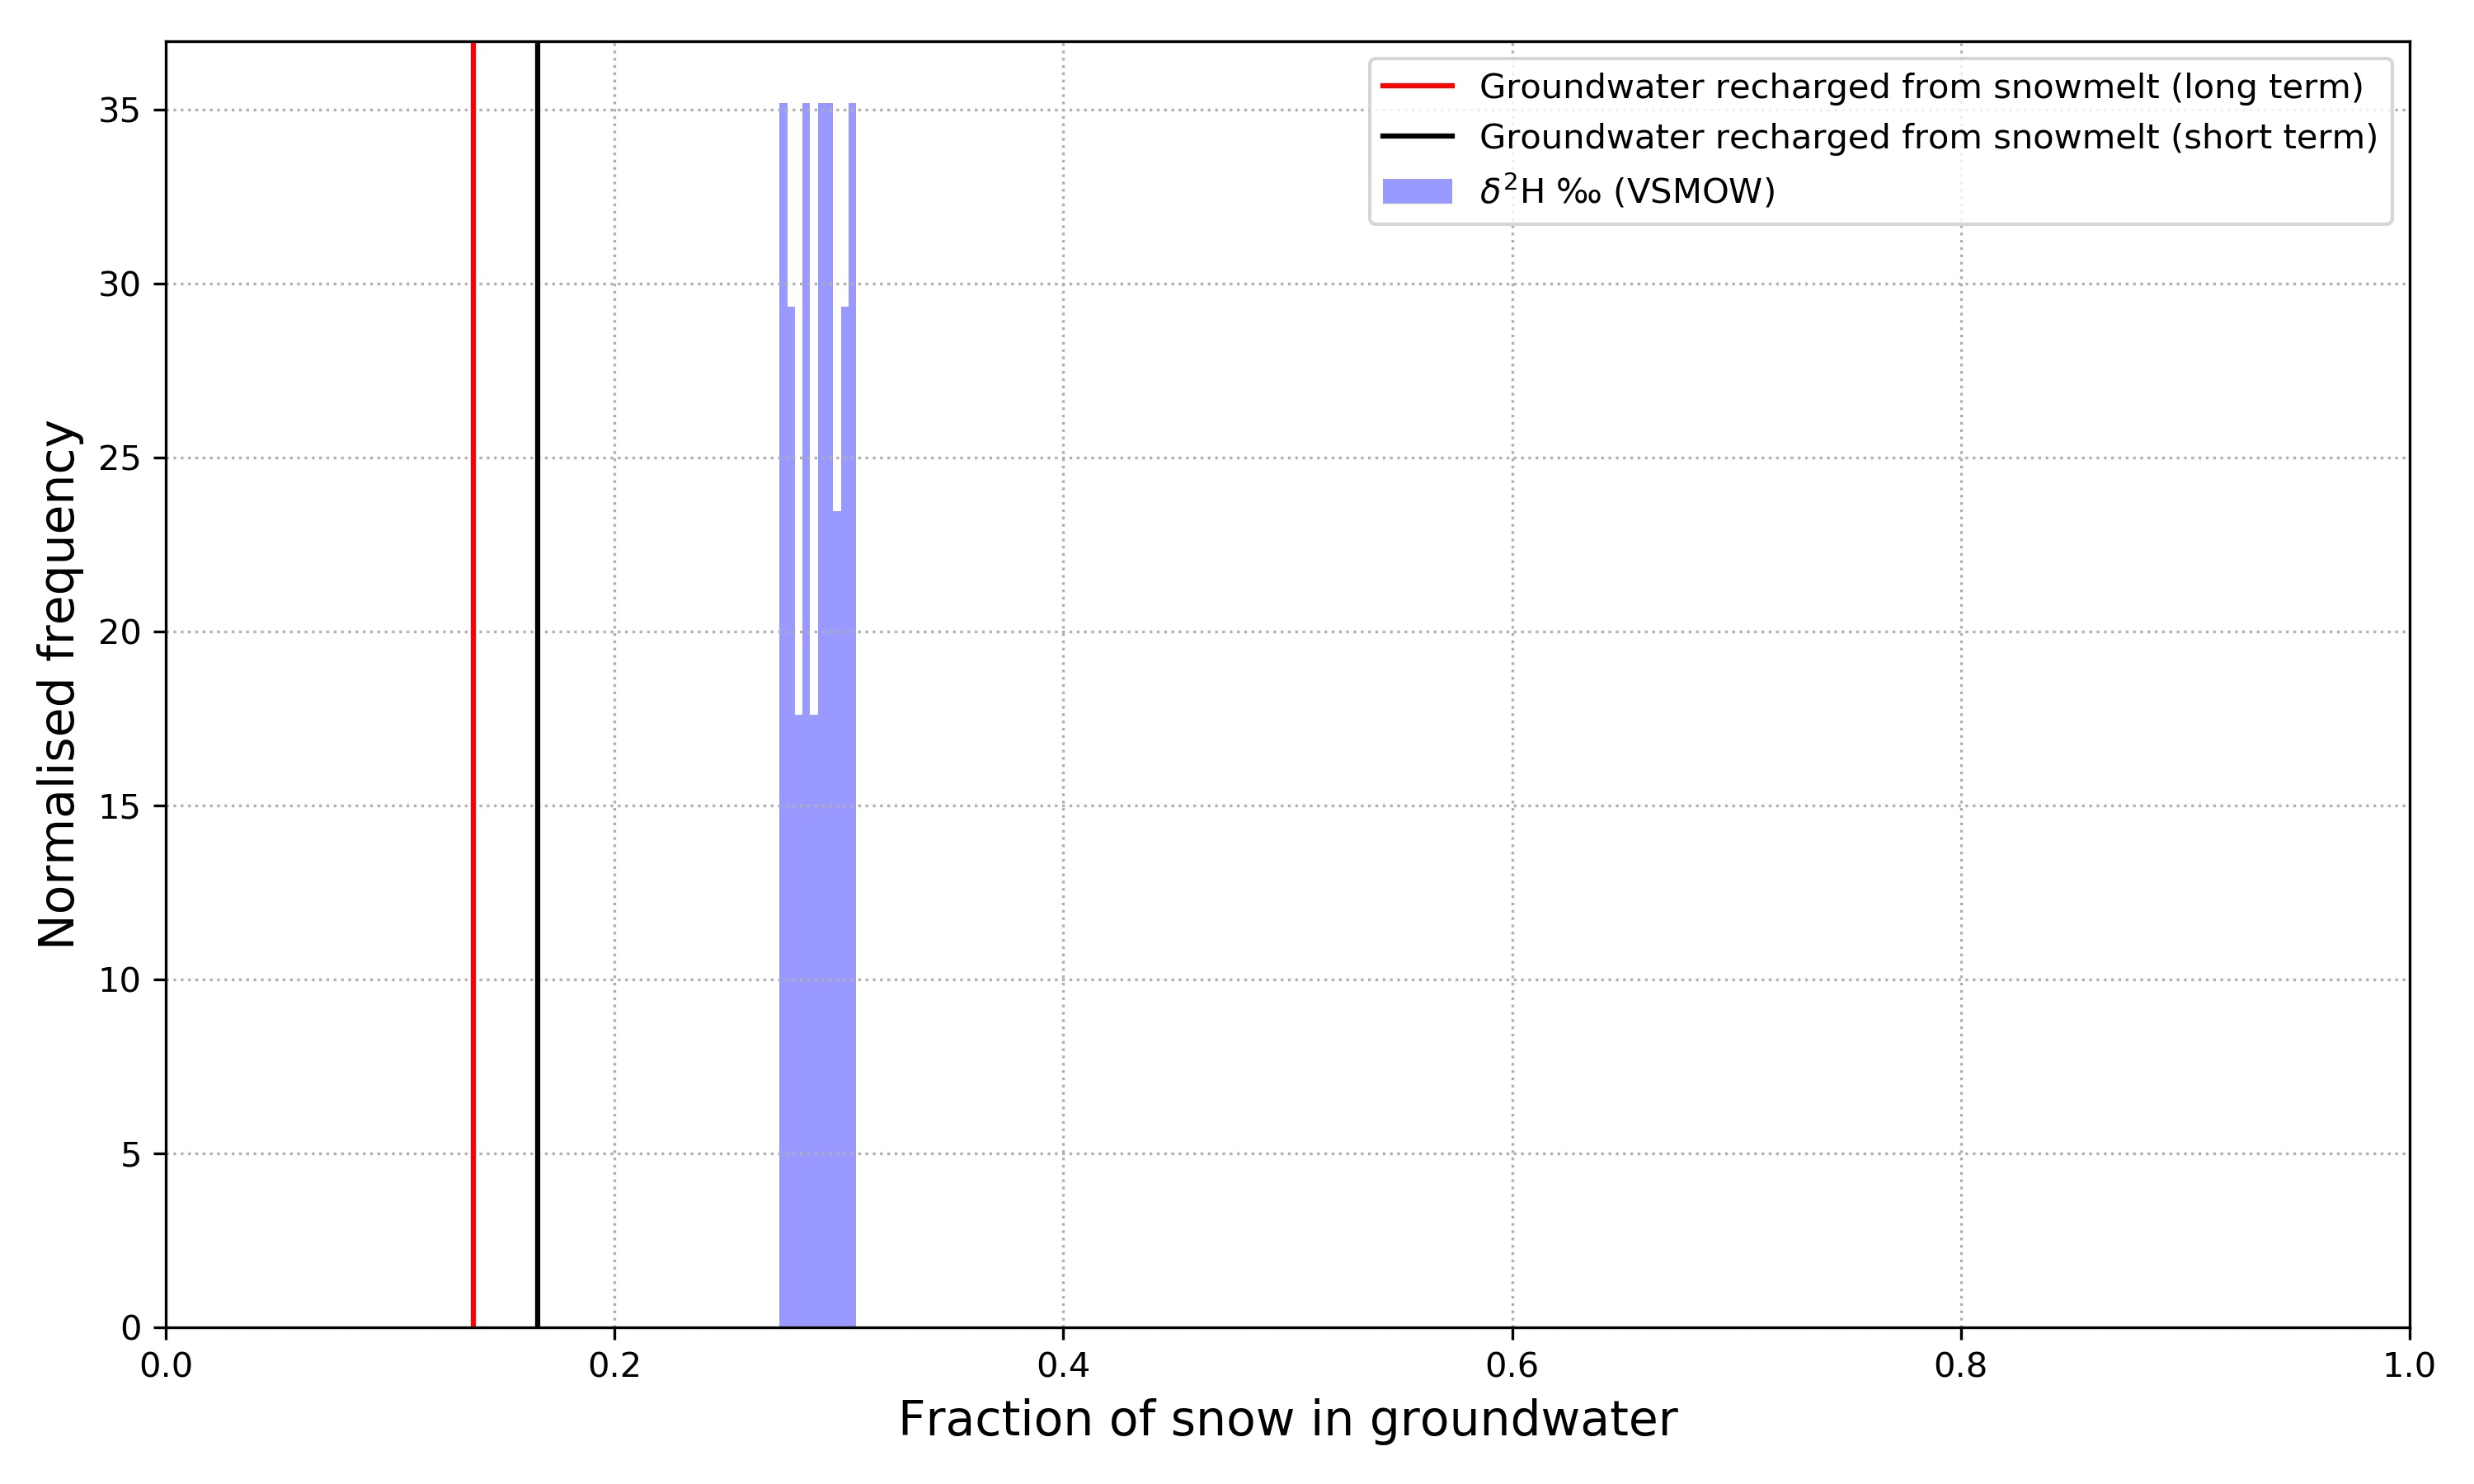 Groundwater recharged from snowmelt (long term)
Groundwater recharged from snowmelt (short term)
δ²H ‰ (VSMOW)
Normalised frequency
35
30
25
20
15
10
5
0
0.0 0.2 0.4 0.6 0.8 1.0
Fraction of snow in groundwater